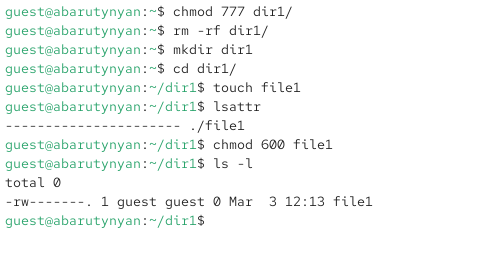 guest@abarutynyan:~$ chmod 777 dir1/
guest@abarutynyan:~$ rm -rf dir1/
guest@abarutynyan:~$ mkdir dir1
guest@abarutynyan:~$ cd dir1/
guest@abarutynyan:~/dir1$ touch file1
guest@abarutynyan:~/dir1$ lsattr
---------------------- ./file1
guest@abarutynyan:~/dir1$ chmod 600 file1
guest@abarutynyan:~/dir1$ ls -l
total 0
-rw-------. 1 guest guest 0 Mar  3 12:13 file1
guest@abarutynyan:~/dir1$